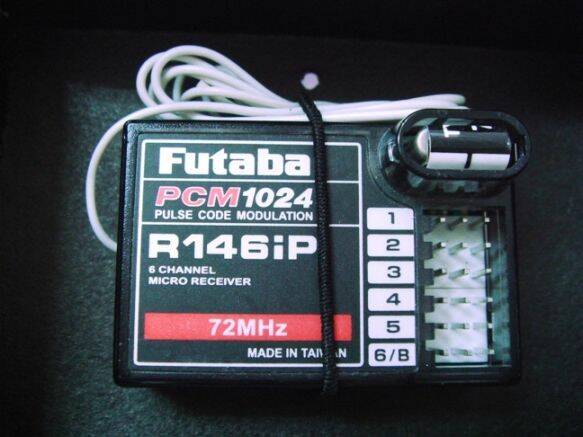 Futaba
PCM1024
PULSE CODE MODULATION
R146iP
6 CHANNEL
MICRO RECEIVER
72MHz
MADE IN TAIWAN
1
2
3
4
5
6/B